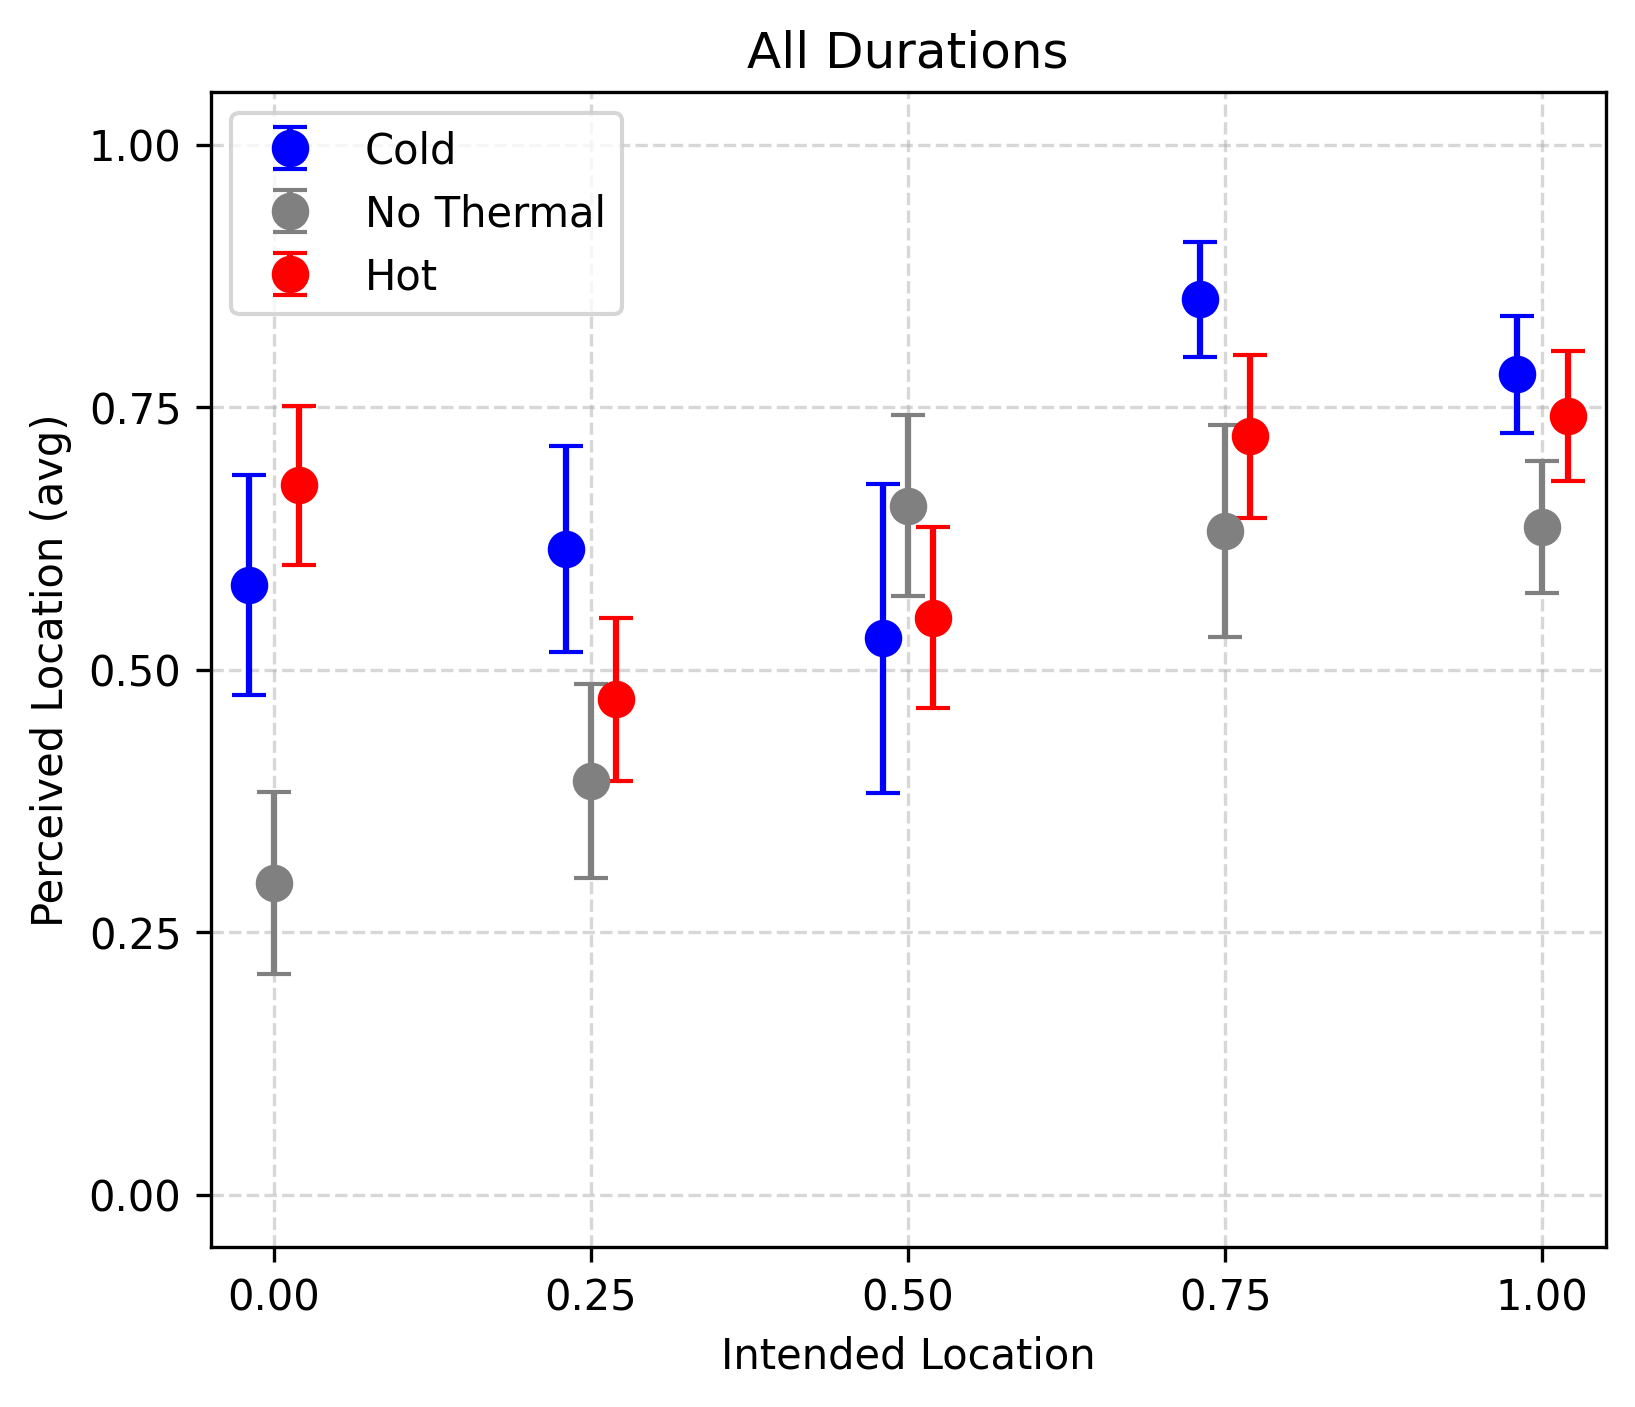 All Durations
Cold
No Thermal
Hot
1.00
0.75
0.50
0.25
0.00
Perceived Location (avg)
0.00 0.25 0.50 0.75 1.00
Intended Location